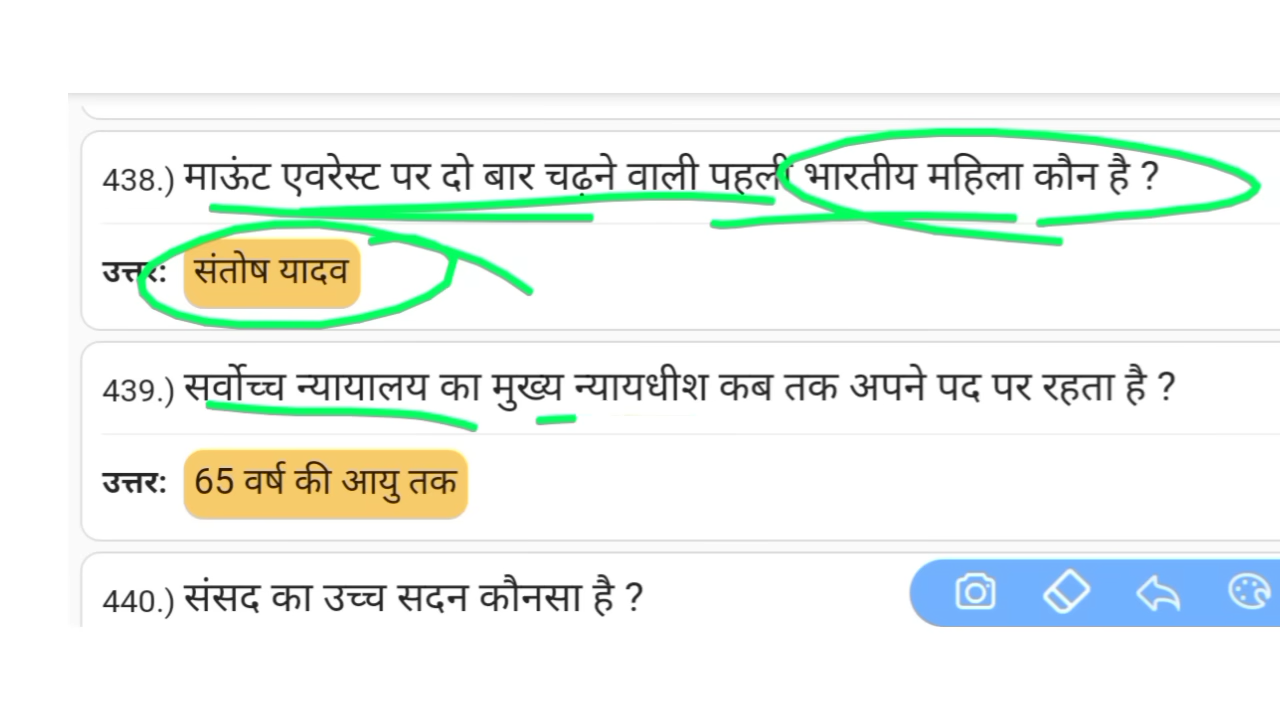 438.) माऊंट एवरेस्ट पर दो बार चढ़ने वाली पहली भारतीय महिला कौन है ?
उत्तर: संतोष यादव
439.) सर्वोच्च न्यायालय का मुख्य न्यायधीश कब तक अपने पद पर रहता है ?
उत्तर: 65 वर्ष की आयु तक
440.) संसद का उच्च सदन कौनसा है ?